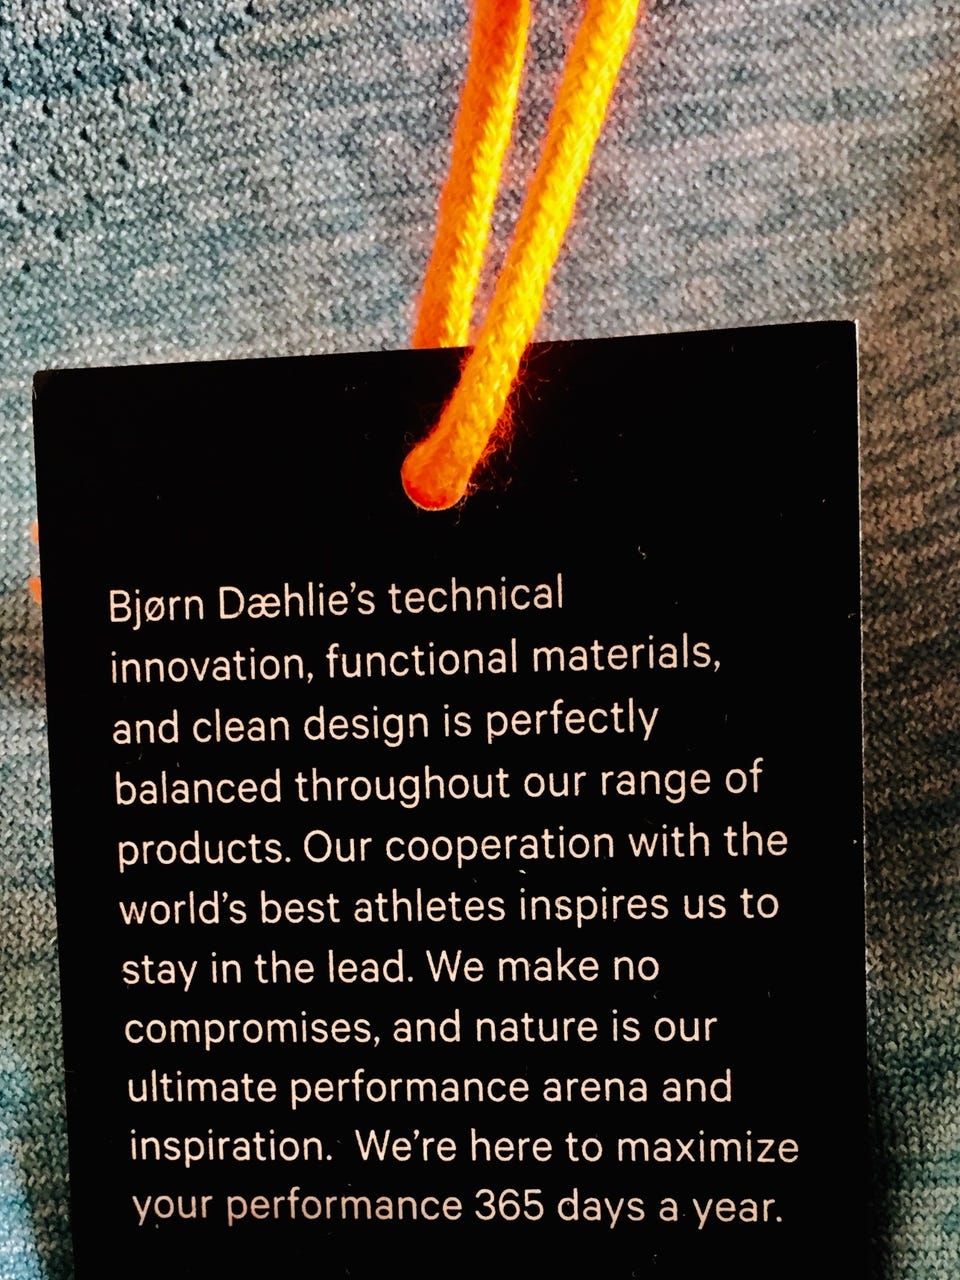 Bjørn Dæhlie’s technical
innovation, functional materials,
and clean design is perfectly
balanced throughout our range of
products. Our cooperation with the
world’s best athletes inspires us to
stay in the lead. We make no
compromises, and nature is our
ultimate performance arena and
inspiration.  We’re here to maximize
your performance 365 days a year.